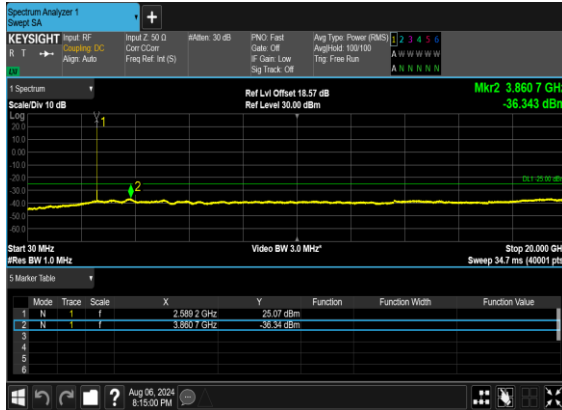 Spectrum Analyzer 1
Swept SA
+
KEYSIGHT Input: RF Input Z: 50 Ω #Atten: 30 dB PNO: Fast Avg Type: Power (RMS) 1 2 3 4 5 6
R T Coupling: DC Corr CCorr Gate: Off Avg|Hold: 100/100 A W W W W W
Align: Auto Freq Ref: Int (S) IF Gain: Low Trig: Free Run
Sig Track: Off A N N N N N
1 Spectrum Ref Lvl Offset 18.57 dB Mkr2 3.860 7 GHz
Scale/Div 10 dB Ref Level 30.00 dBm -36.343 dBm
Log
20.0
10.0
0.00
-10.0
-20.0
-30.0
-40.0
-50.0
-60.0
1
2
DL1 -25.00 dBm
Start 30 MHz Video BW 3.0 MHz* Stop 20.000 GHz
#Res BW 1.0 MHz Sweep 34.7 ms (40001 pts)
5 Marker Table
Mode Trace Scale X Y Function Function Width Function Value
1 N 1 f 2.589 2 GHz 25.07 dBm
2 N 1 f 3.860 7 GHz -36.34 dBm
3
4
5
6
? Aug 06, 2024
8:15:00 PM